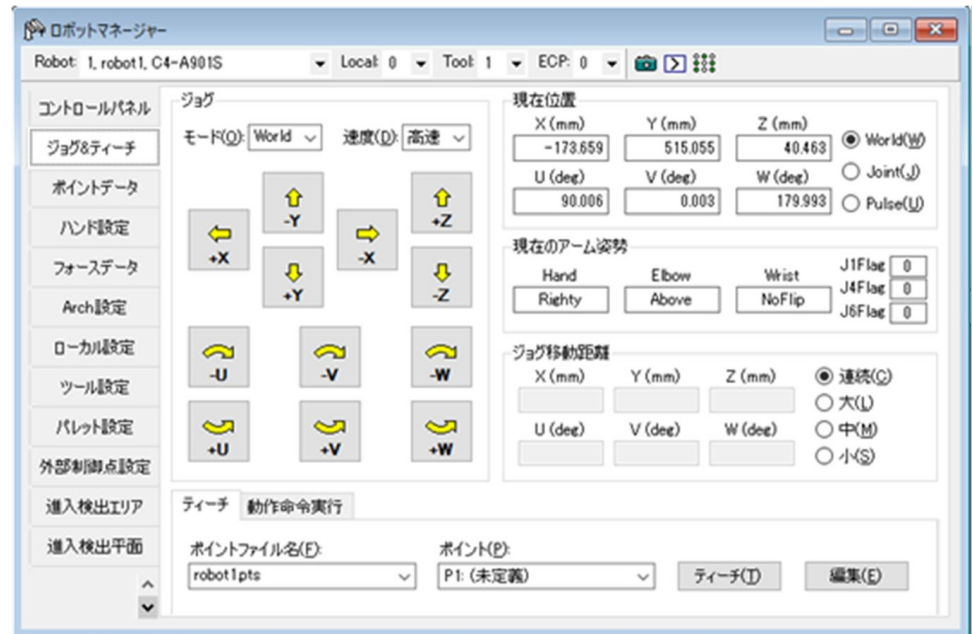 ロボットマネージャー
Robot: 1, robot1, C4-A901S Local: 0 Tool: 1 ECP: 0
コントロールパネル
ジョグ&ティーチ
ポイントデータ
ハンド設定
フォースデータ
Arch設定
ローカル設定
ツール設定
パレット設定
外部制御点設定
進入検出エリア
進入検出平面
ジョグ
モード(O): World 速度(D): 高速
-Y +Z
+X -X
+Y -Z
-U -V -W
+U +V +W
現在位置
X (mm) Y (mm) Z (mm)
-173.659 515.055 40.463 World(W)
U (deg) V (deg) W (deg) Joint(J)
90.006 0.003 179.993 Pulse(U)
現在のアーム姿勢
Hand Elbow Wrist J1Flag 0
Righty Above NoFlip J4Flag 0
J6Flag 0
ジョグ移動距離
X (mm) Y (mm) Z (mm) 連続(C)
大(L)
U (deg) V (deg) W (deg) 中(M)
小(S)
ティーチ 動作命令実行
ポイントファイル名(F): ポイント(P):
robot1pts P1: (未定義) ティーチ(T) 編集(E)